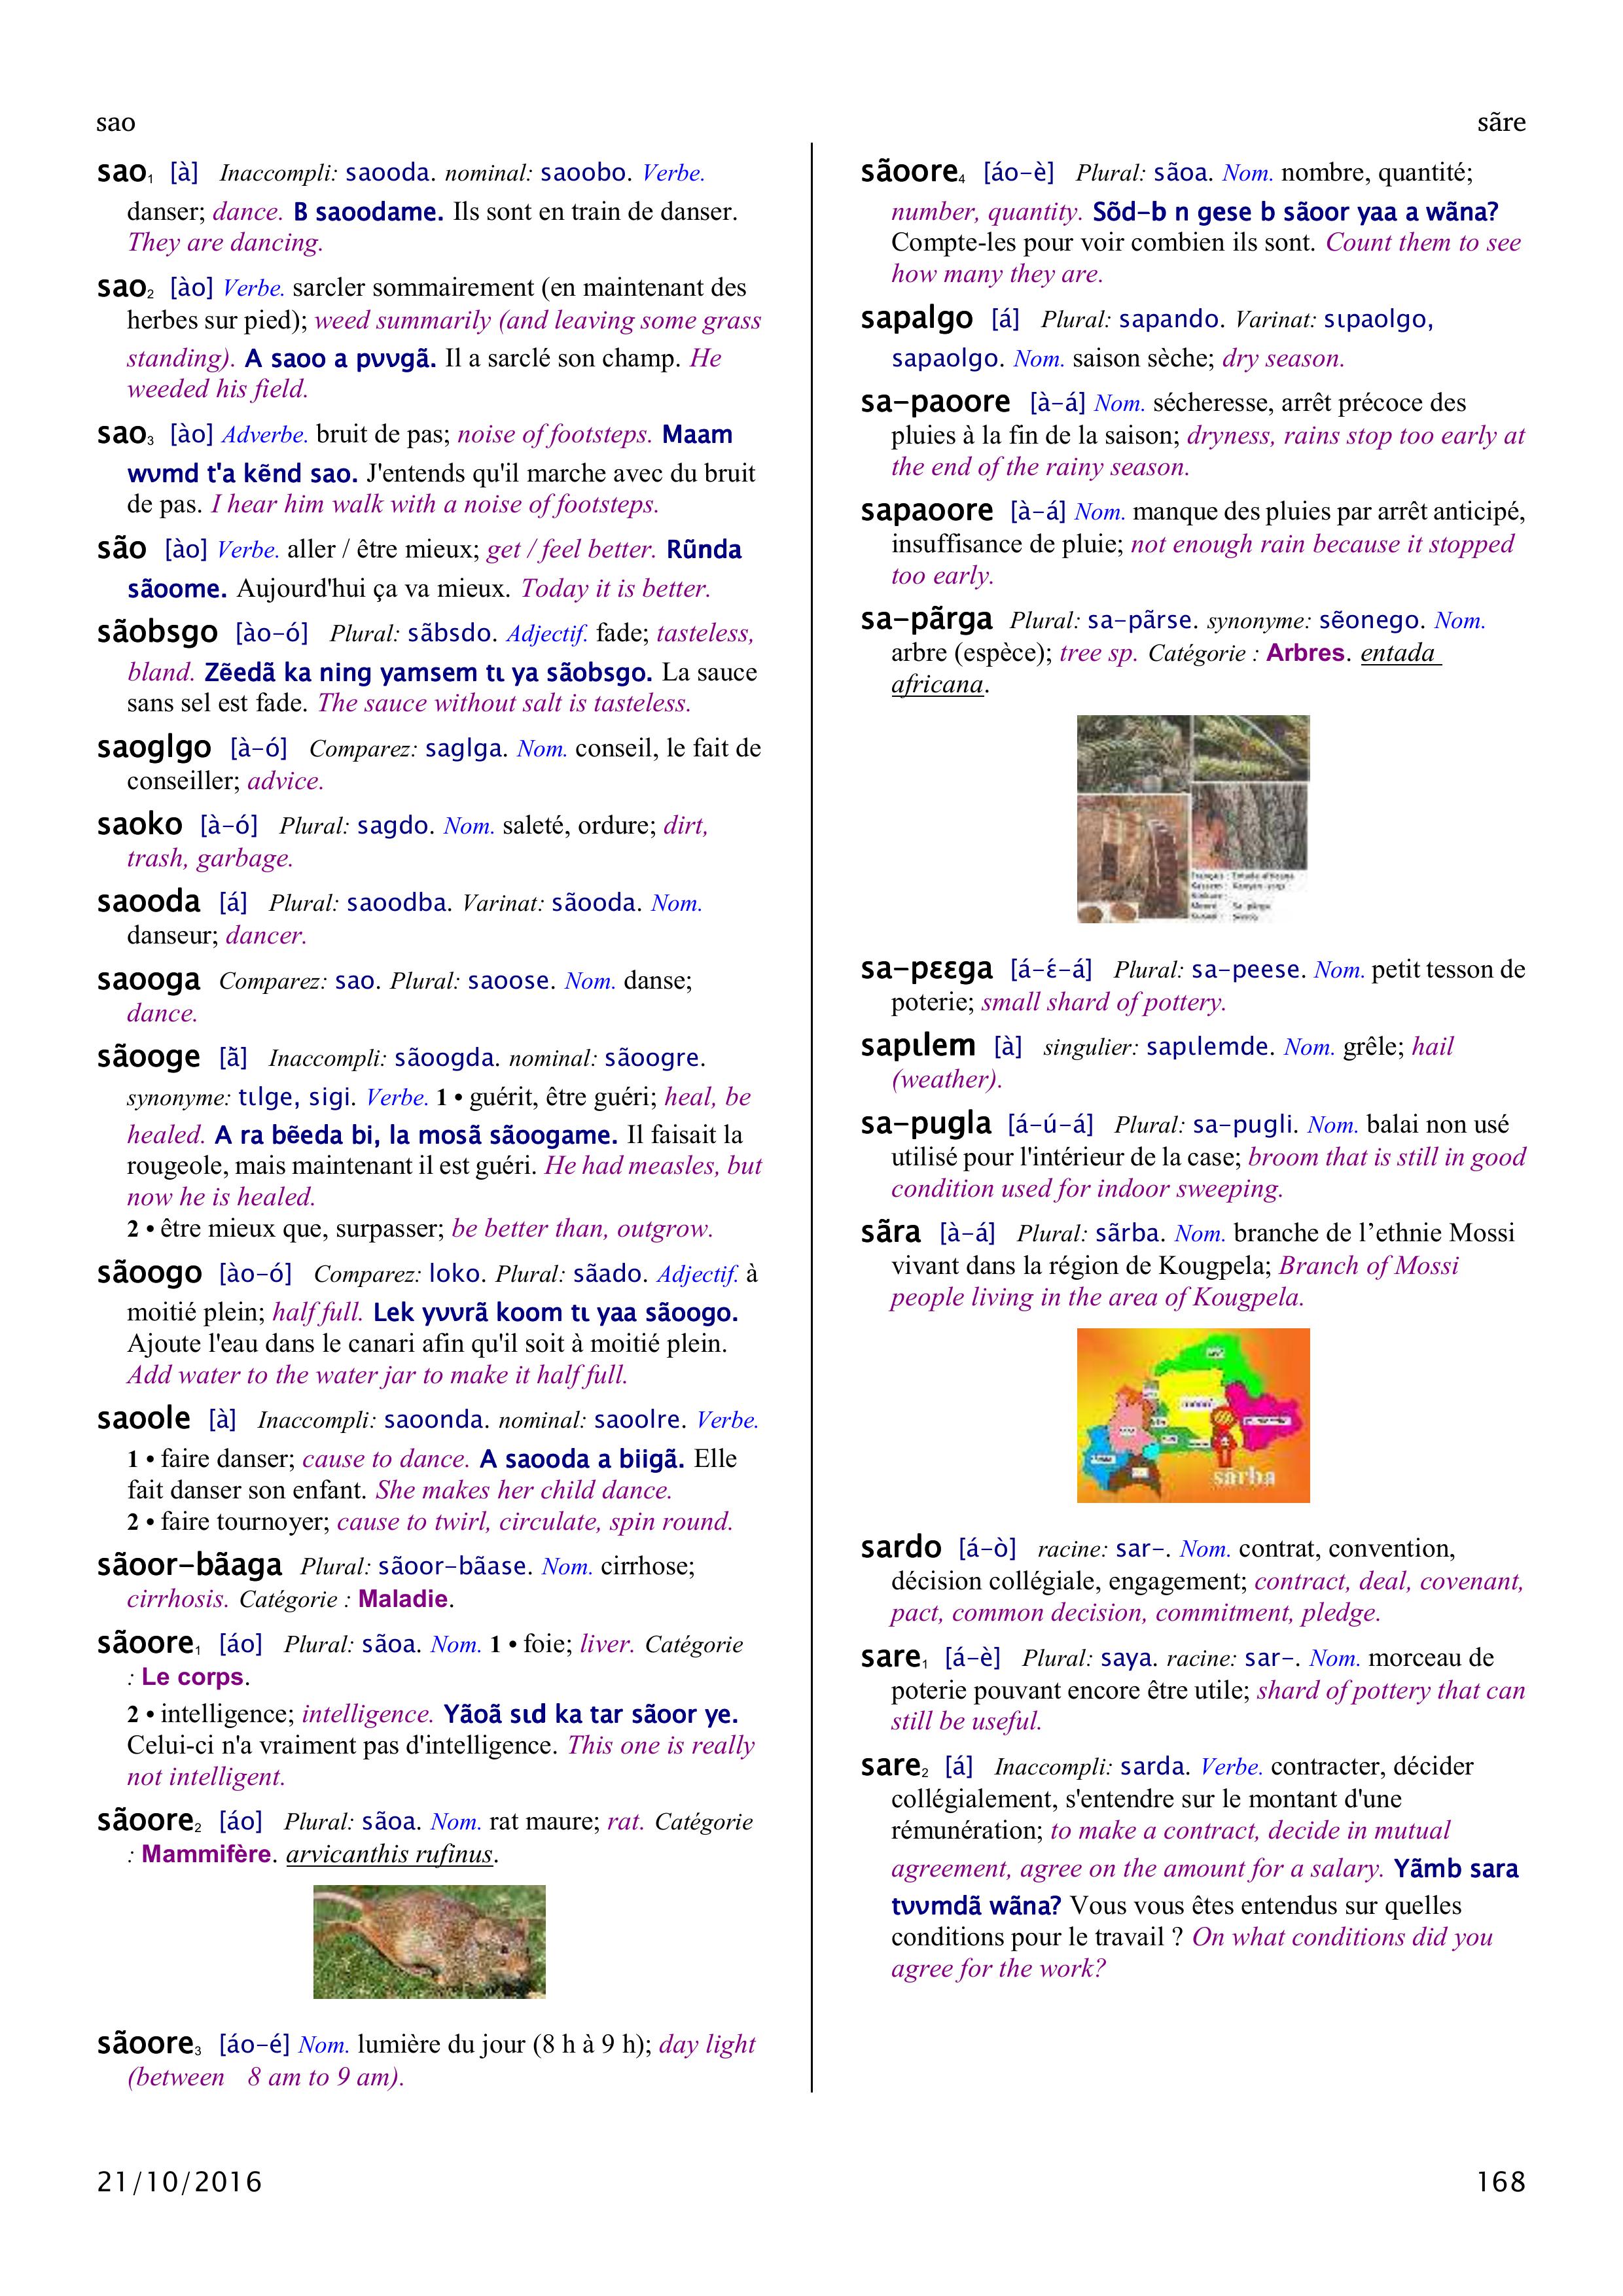 sao
sãre
sao₁ [à] Inaccompli: saooda. nominal: saoobo. Verbe.
danser; dance. B saoodame. Ils sont en train de danser.
They are dancing.
sao₂ [ào] Verbe. sarcler sommairement (en maintenant des
herbes sur pied); weed summarily (and leaving some grass
standing). A saoo a pʋʋgã. Il a sarclé son champ. He
weeded his field.
sao₃ [ào] Adverbe. bruit de pas; noise of footsteps. Maam
wʋmd t'a kẽnd sao. J'entends qu'il marche avec du bruit
de pas. I hear him walk with a noise of footsteps.
são [ào] Verbe. aller / être mieux; get / feel better. Rũnda
sãoome. Aujourd'hui ça va mieux. Today it is better.
sãobsgo [ào-ó] Plural: sãbsdo. Adjectif. fade; tasteless,
bland. Zẽedã ka ning yamsem tɩ ya sãobsgo. La sauce
sans sel est fade. The sauce without salt is tasteless.
saoglgo [à-ó] Comparez: saglga. Nom. conseil, le fait de
conseiller; advice.
saoko [à-ó] Plural: sagdo. Nom. saleté, ordure; dirt,
trash, garbage.
saooda [á] Plural: saoodba. Varinat: sãooda. Nom.
danseur; dancer.
saooga Comparez: sao. Plural: saoose. Nom. danse;
dance.
sãooge [ã̀] Inaccompli: sãoogda. nominal: sãoogre.
synonyme: tɩlge, sigi. Verbe. 1 • guérit, être guéri; heal, be
healed. A ra bẽeda bi, la mosã sãoogame. Il faisait la
rougeole, mais maintenant il est guéri. He had measles, but
now he is healed.
2 • être mieux que, surpasser; be better than, outgrow.
sãoogo [ào-ó] Comparez: loko. Plural: sãado. Adjectif. à
moitié plein; half full. Lek yʋʋrã koom tɩ yaa sãoogo.
Ajoute l'eau dans le canari afin qu'il soit à moitié plein.
Add water to the water jar to make it half full.
saoole [à] Inaccompli: saoonda. nominal: saoolre. Verbe.
1 • faire danser; cause to dance. A saooda a biigã. Elle
fait danser son enfant. She makes her child dance.
2 • faire tournoyer; cause to twirl, circulate, spin round.
sãoor-bãaga Plural: sãoor-bãase. Nom. cirrhose;
cirrhosis. Catégorie : Maladie.
sãoore₁ [áo] Plural: sãoa. Nom. 1 • foie; liver. Catégorie
: Le corps.
2 • intelligence; intelligence. Yãoã sɩd ka tar sãoor ye.
Celui-ci n'a vraiment pas d'intelligence. This one is really
not intelligent.
sãoore₂ [áo] Plural: sãoa. Nom. rat maure; rat. Catégorie
: Mammifère. arvicanthis rufinus.
sãoore₃ [áo-é] Nom. lumière du jour (8 h à 9 h); day light
(between 8 am to 9 am).
sãoore₄ [áo-è] Plural: sãoa. Nom. nombre, quantité;
number, quantity. Sõd-b n gese b sãoor yaa a wãna?
Compte-les pour voir combien ils sont. Count them to see
how many they are.
sapalgo [á] Plural: sapando. Varinat: sɩpaolgo,
sapaolgo. Nom. saison sèche; dry season.
sa-paoore [à-á] Nom. sécheresse, arrêt précoce des
pluies à la fin de la saison; dryness, rains stop too early at
the end of the rainy season.
sapaoore [à-á] Nom. manque des pluies par arrêt anticipé,
insuffisance de pluie; not enough rain because it stopped
too early.
sa-pãrga Plural: sa-pãrse. synonyme: sẽonego. Nom.
arbre (espèce); tree sp. Catégorie : Arbres. entada
africana.
sa-pɛɛga [á-ɛ́-á] Plural: sa-peese. Nom. petit tesson de
poterie; small shard of pottery.
sapɩlem [à] singulier: sapɩlemde. Nom. grêle; hail
(weather).
sa-pugla [á-ú-á] Plural: sa-pugli. Nom. balai non usé
utilisé pour l'intérieur de la case; broom that is still in good
condition used for indoor sweeping.
sãra [à-á] Plural: sãrba. Nom. branche de l’ethnie Mossi
vivant dans la région de Kougpela; Branch of Mossi
people living in the area of Kougpela.
sãrba
sardo [á-ò] racine: sar-. Nom. contrat, convention,
décision collégiale, engagement; contract, deal, covenant,
pact, common decision, commitment, pledge.
sare₁ [á-è] Plural: saya. racine: sar-. Nom. morceau de
poterie pouvant encore être utile; shard of pottery that can
still be useful.
sare₂ [á] Inaccompli: sarda. Verbe. contracter, décider
collégialement, s'entendre sur le montant d'une
rémunération; to make a contract, decide in mutual
agreement, agree on the amount for a salary. Yãmb sara
tʋʋmdã wãna? Vous vous êtes entendus sur quelles
conditions pour le travail ? On what conditions did you
agree for the work?
21/10/2016
168